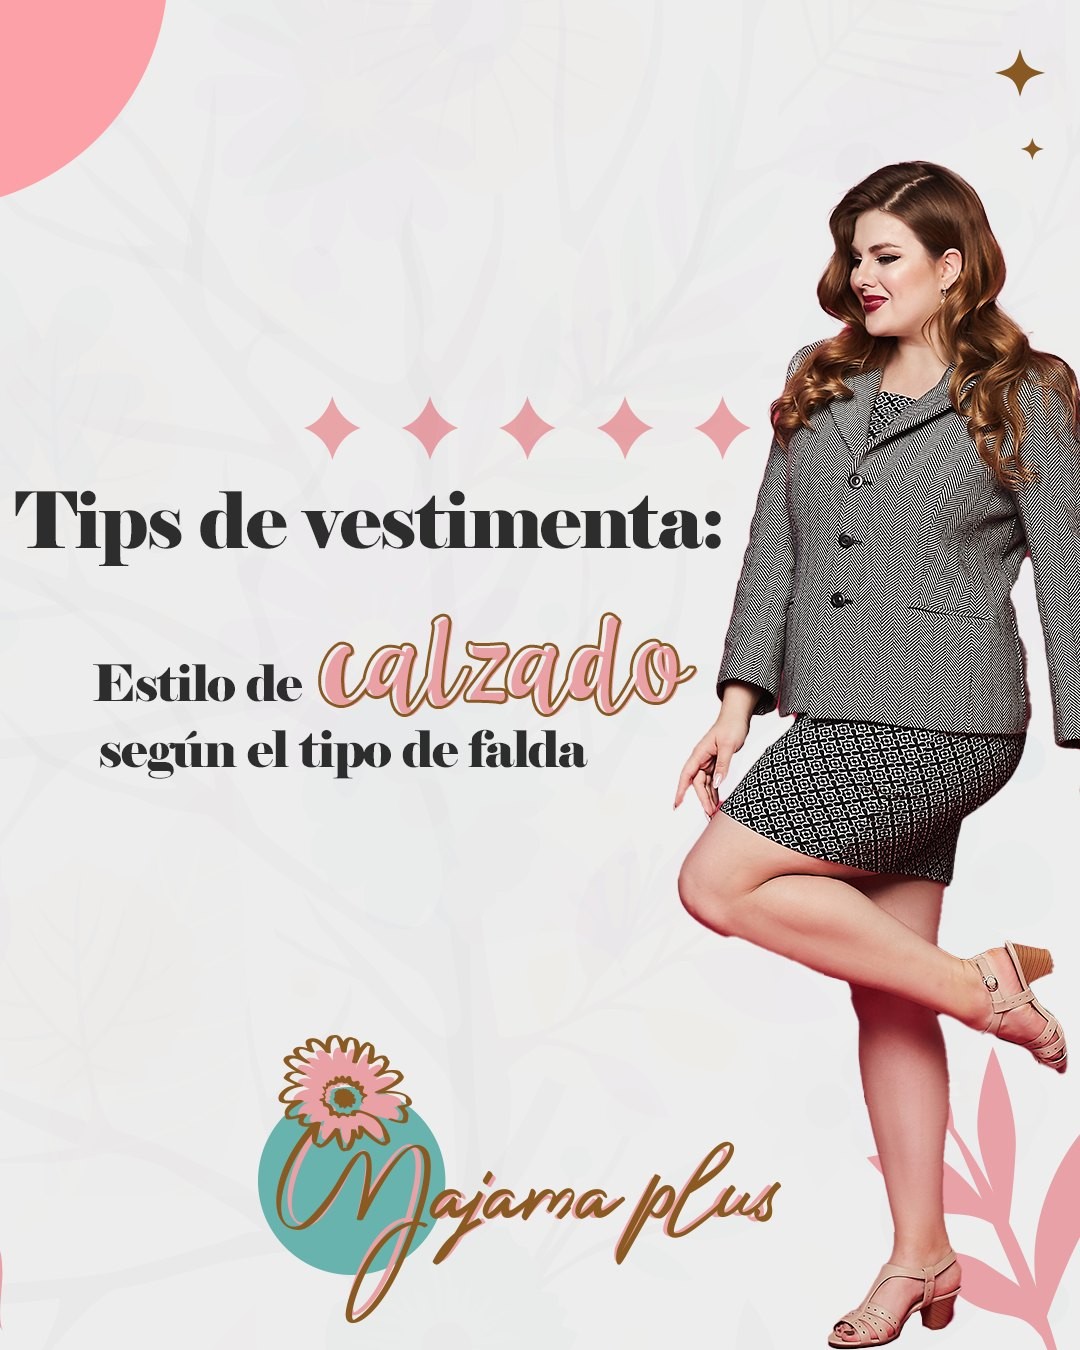 Tips de vestimenta:
Estilo de calzado
según el tipo de falda
Majama plus